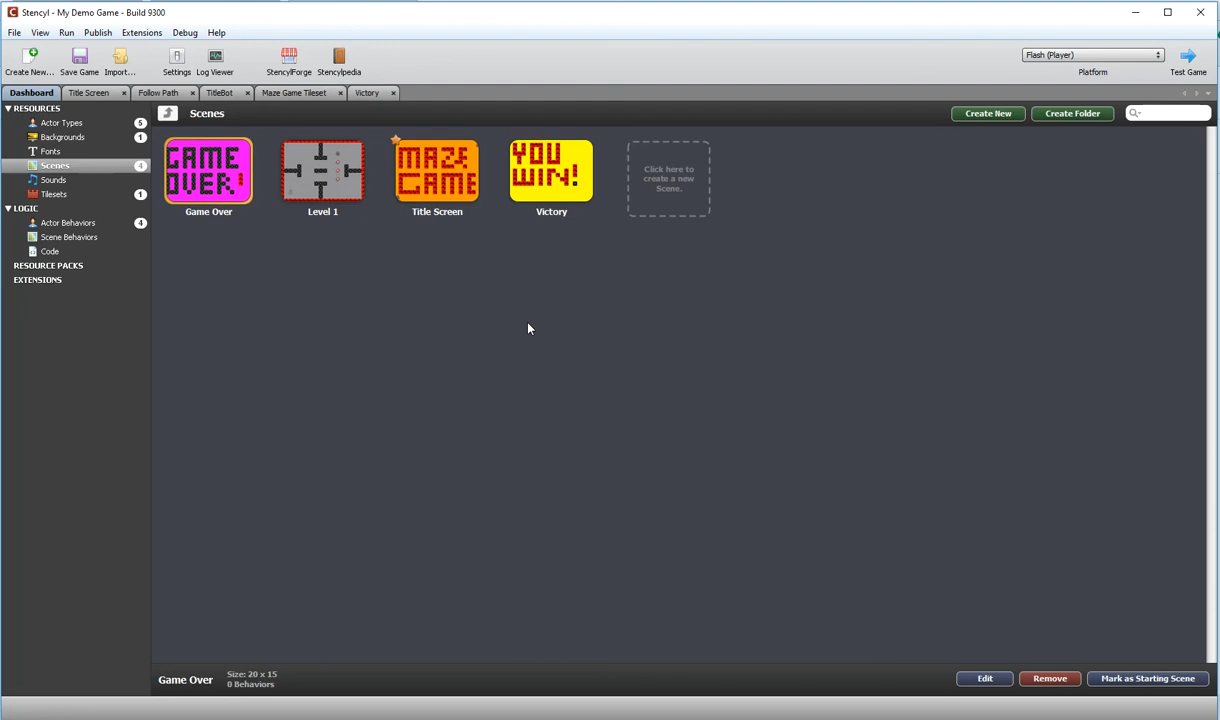 Stencyl - My Demo Game - Build 9300
File View Run Publish Extensions Debug Help
Create New... Save Game Import... Settings Log Viewer StencylForge Stencylpedia
Flash (Player)
Platform
Test Game
Dashboard Title Screen Follow Path TitleBot Maze Game Tileset Victory
RESOURCES
Actor Types 5
Backgrounds 1
Fonts
Scenes 4
Sounds
Tilesets 1
LOGIC
Actor Behaviors 4
Scene Behaviors
Code
RESOURCE PACKS
EXTENSIONS
Scenes
Create New Create Folder
GAME
OVER!
Game Over
Level 1
MAZE
GAME
Title Screen
YOU
WIN!
Victory
Click here to
create a new
Scene.
Game Over
Size: 20 x 15
0 Behaviors
Edit Remove Mark as Starting Scene